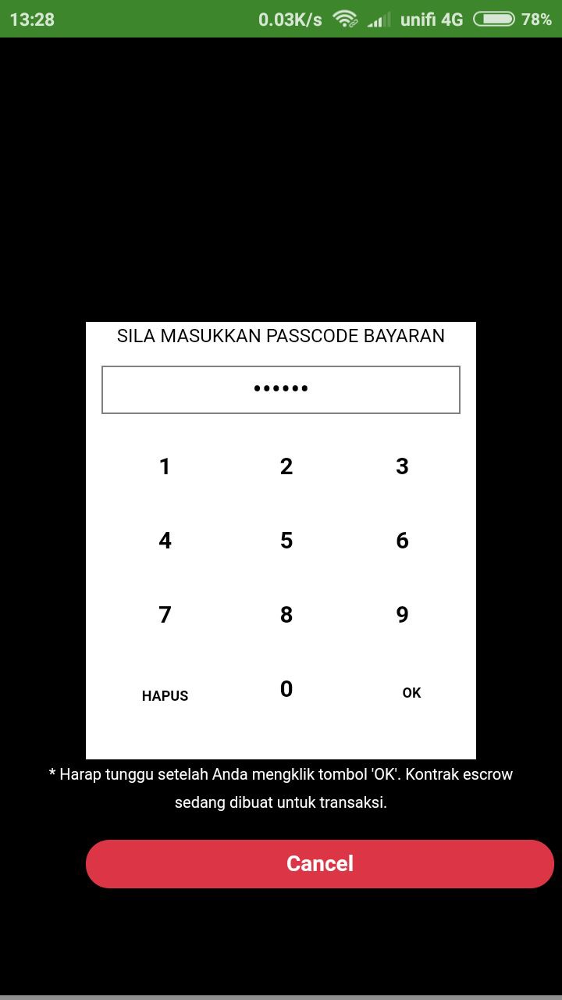 13:28 0.03K/s unifi 4G 78%
SILA MASUKKAN PASSCODE BAYARAN
••••••
1 2 3
4 5 6
7 8 9
HAPUS 0 OK
* Harap tunggu setelah Anda mengklik tombol 'OK'. Kontrak escrow
sedang dibuat untuk transaksi.
Cancel